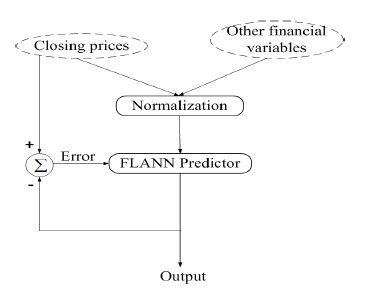 Closing prices
Other financial
variables
Normalization
+
Σ
Error
FLANN Predictor
-
Output